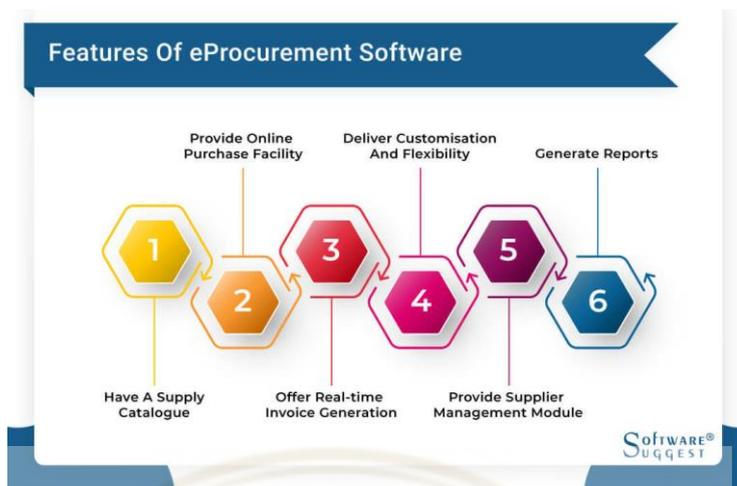 Features Of eProcurement Software
Provide Online
Purchase Facility
Deliver Customisation
And Flexibility
Generate Reports
1
2
3
4
5
6
Have A Supply
Catalogue
Offer Real-time
Invoice Generation
Provide Supplier
Management Module
SOFTWARE®
SUGGEST